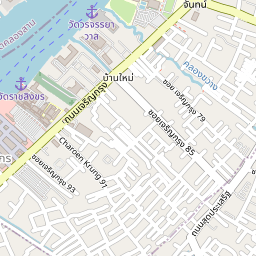 จันทน์
วัดวรจรรยา
วาส
คลองขวาง
บ้านใหม่
วัดราชสิงขร
ถนนเจริญกรุง
ซอย เจริญกรุง 79
ซอยเจริญกรุง 85
Charoen Krung 91
ซอยเจริญกรุง 93
ถนนสุดประเสริฐ